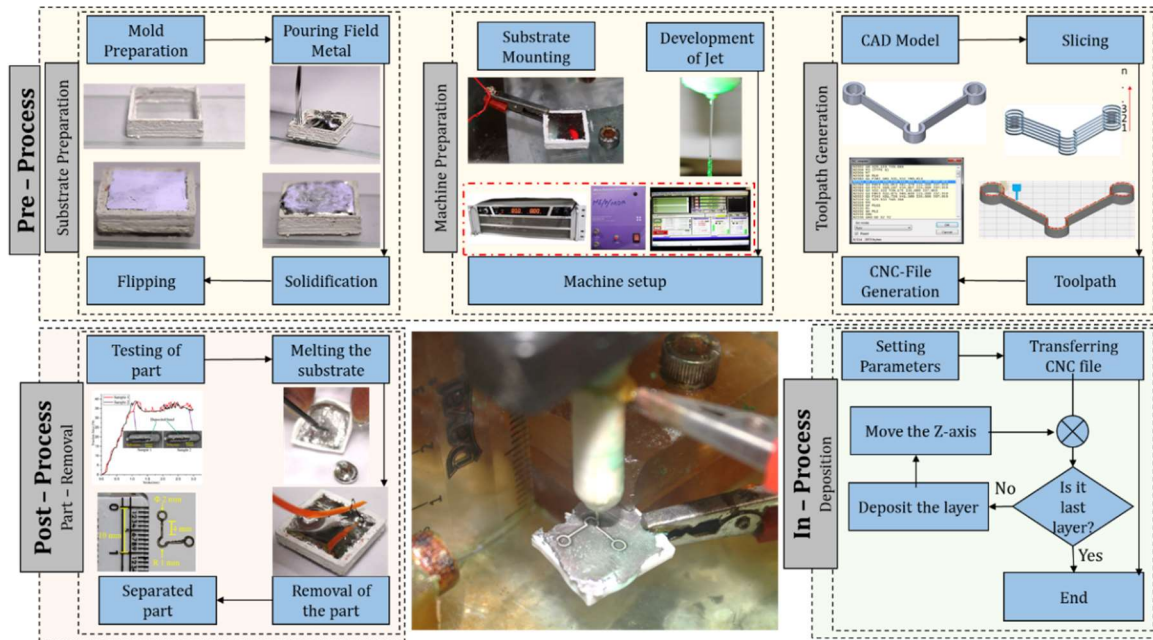 Pre – Process
Substrate Preparation
Mold
Preparation
Pouring Field
Metal
Flipping
Solidification
Machine Preparation
Substrate
Mounting
Development
of Jet
Machine setup
Toolpath Generation
CAD Model
Slicing
CNC-File
Generation
Toolpath
Post – Process
Part – Removal
Testing of
part
Melting the
substrate
Sample 1
Sample 2
Separated
part
Removal of
the part
In – Process
Deposition
Setting
Parameters
Transferring
CNC file
Move the Z-axis
Deposit the layer
No
Is it
last
layer?
Yes
End